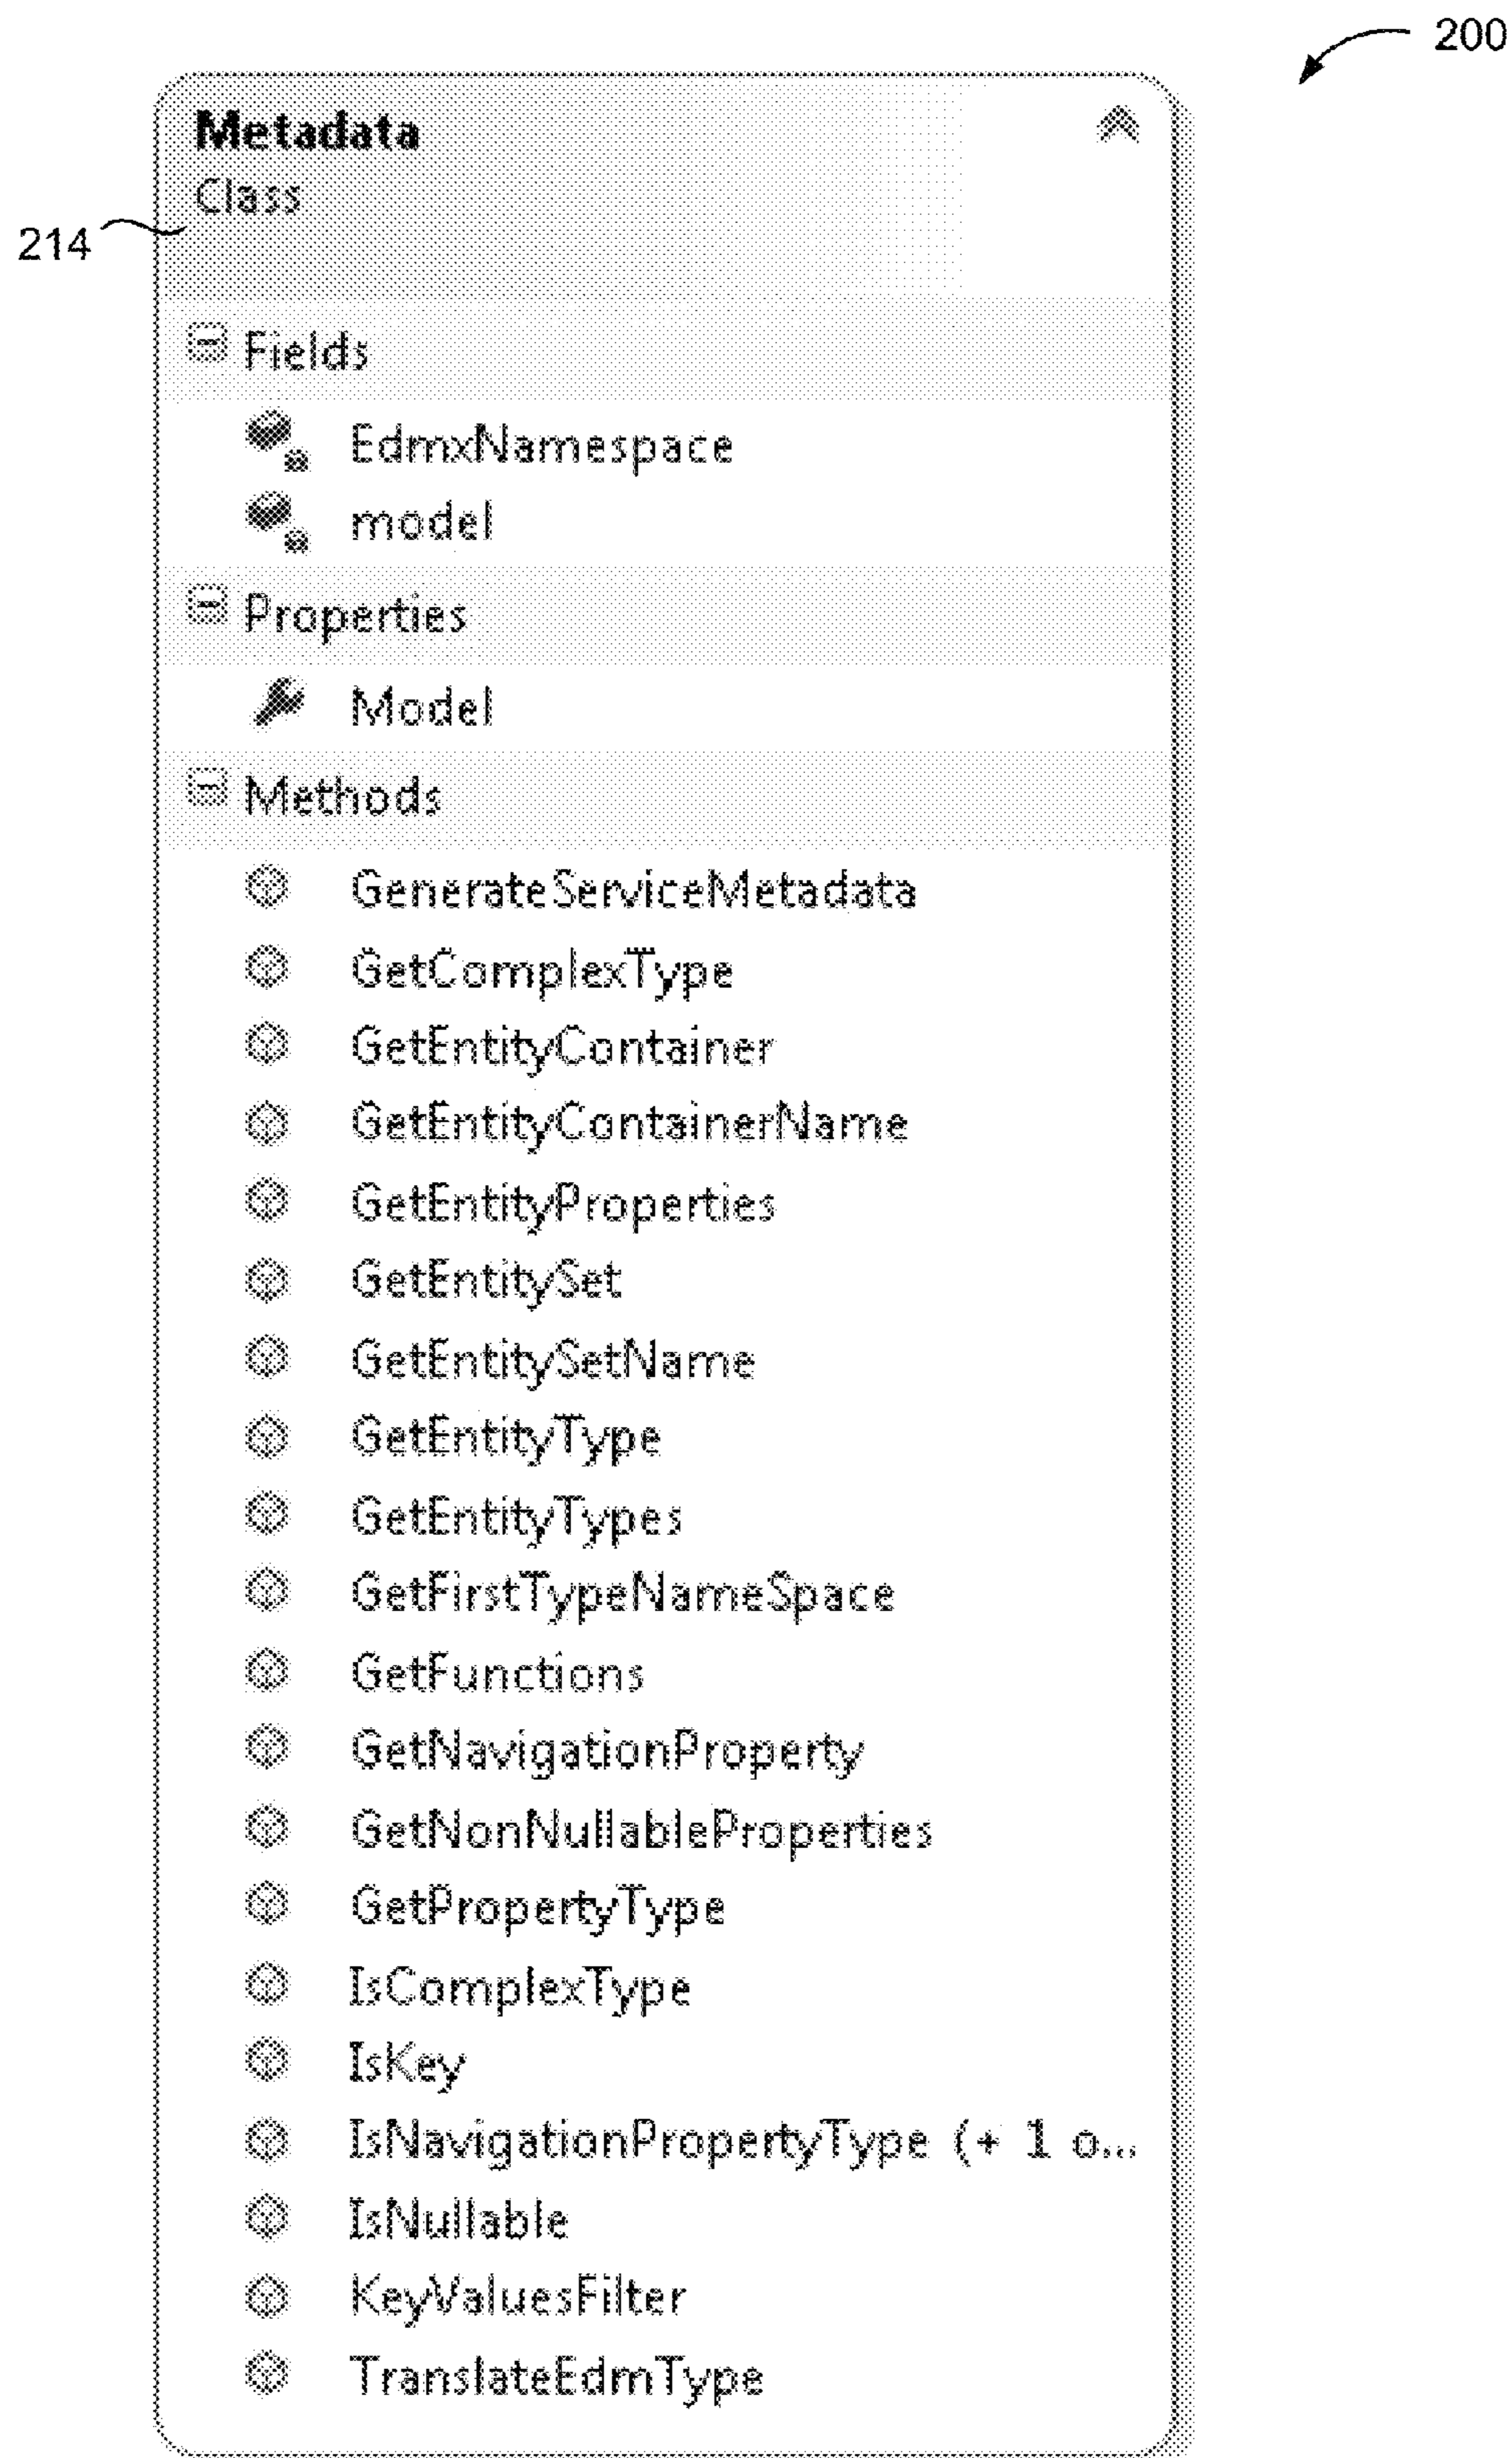 200
Metadata
Class
214
Fields
EdmxNamespace
model
Properties
Model
Methods
GenerateServiceMetadata
GetComplexType
GetEntityContainer
GetEntityContainerName
GetEntityProperties
GetEntitySet
GetEntitySetName
GetEntityType
GetEntityTypes
GetFirstTypeNameSpace
GetFunctions
GetNavigationProperty
GetNonNullableProperties
GetPropertyType
IsComplexType
IsKey
IsNavigationPropertyType (+ 1 o...
IsNullable
KeyValuesFilter
TranslateEdmType